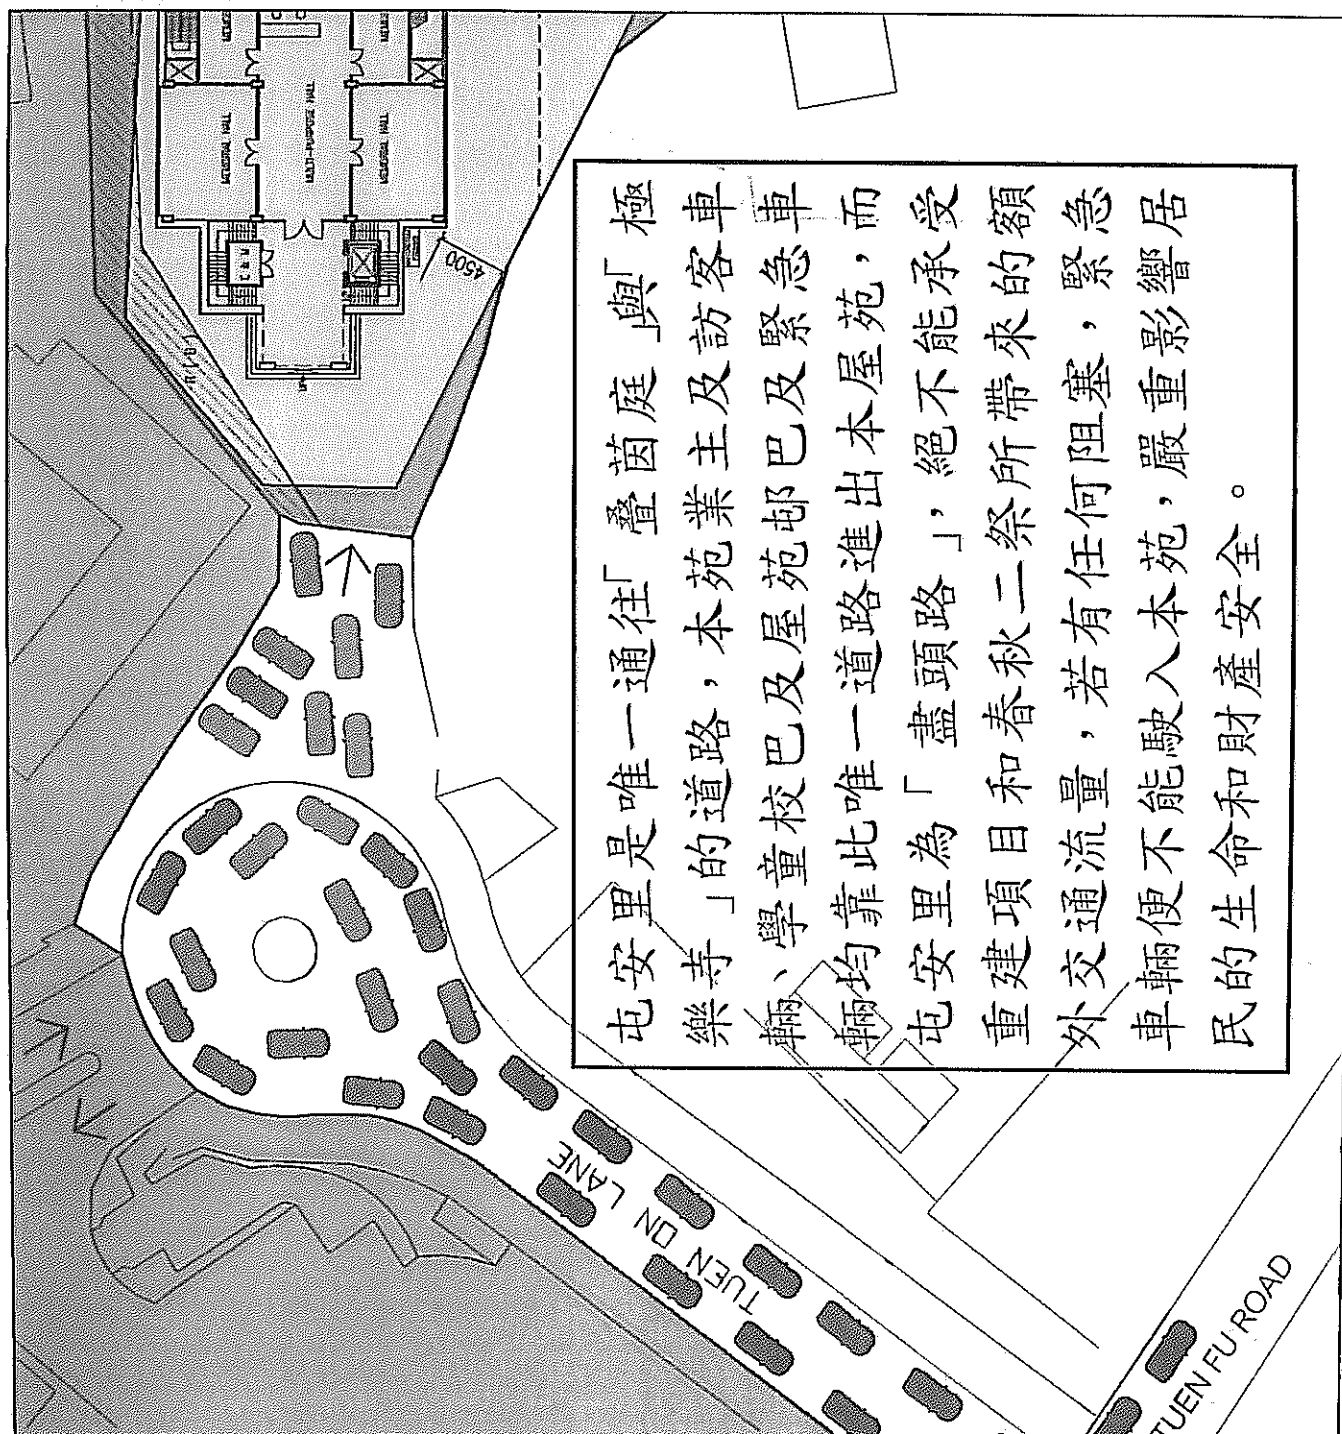 屯安里是唯一通往「叠茵庭」與「極
樂寺」的道路，本苑業主及訪客車
輛、學童校巴及屋苑邨巴及緊急車
輛均靠此唯一道路進出本屋苑，而
屯安里為「盡頭路」，絕不能承受
重建項目和春秋二祭所帶來的額
外交通流量，若有任何阻塞，緊急
車輛便不能駛入本苑，嚴重影響居
民的生命和財產安全。
MEMORIAL HALL
MULTI-PURPOSE HALL
MEMORIAL HALL
4500
TUEN ON LANE
TUEN FU ROAD